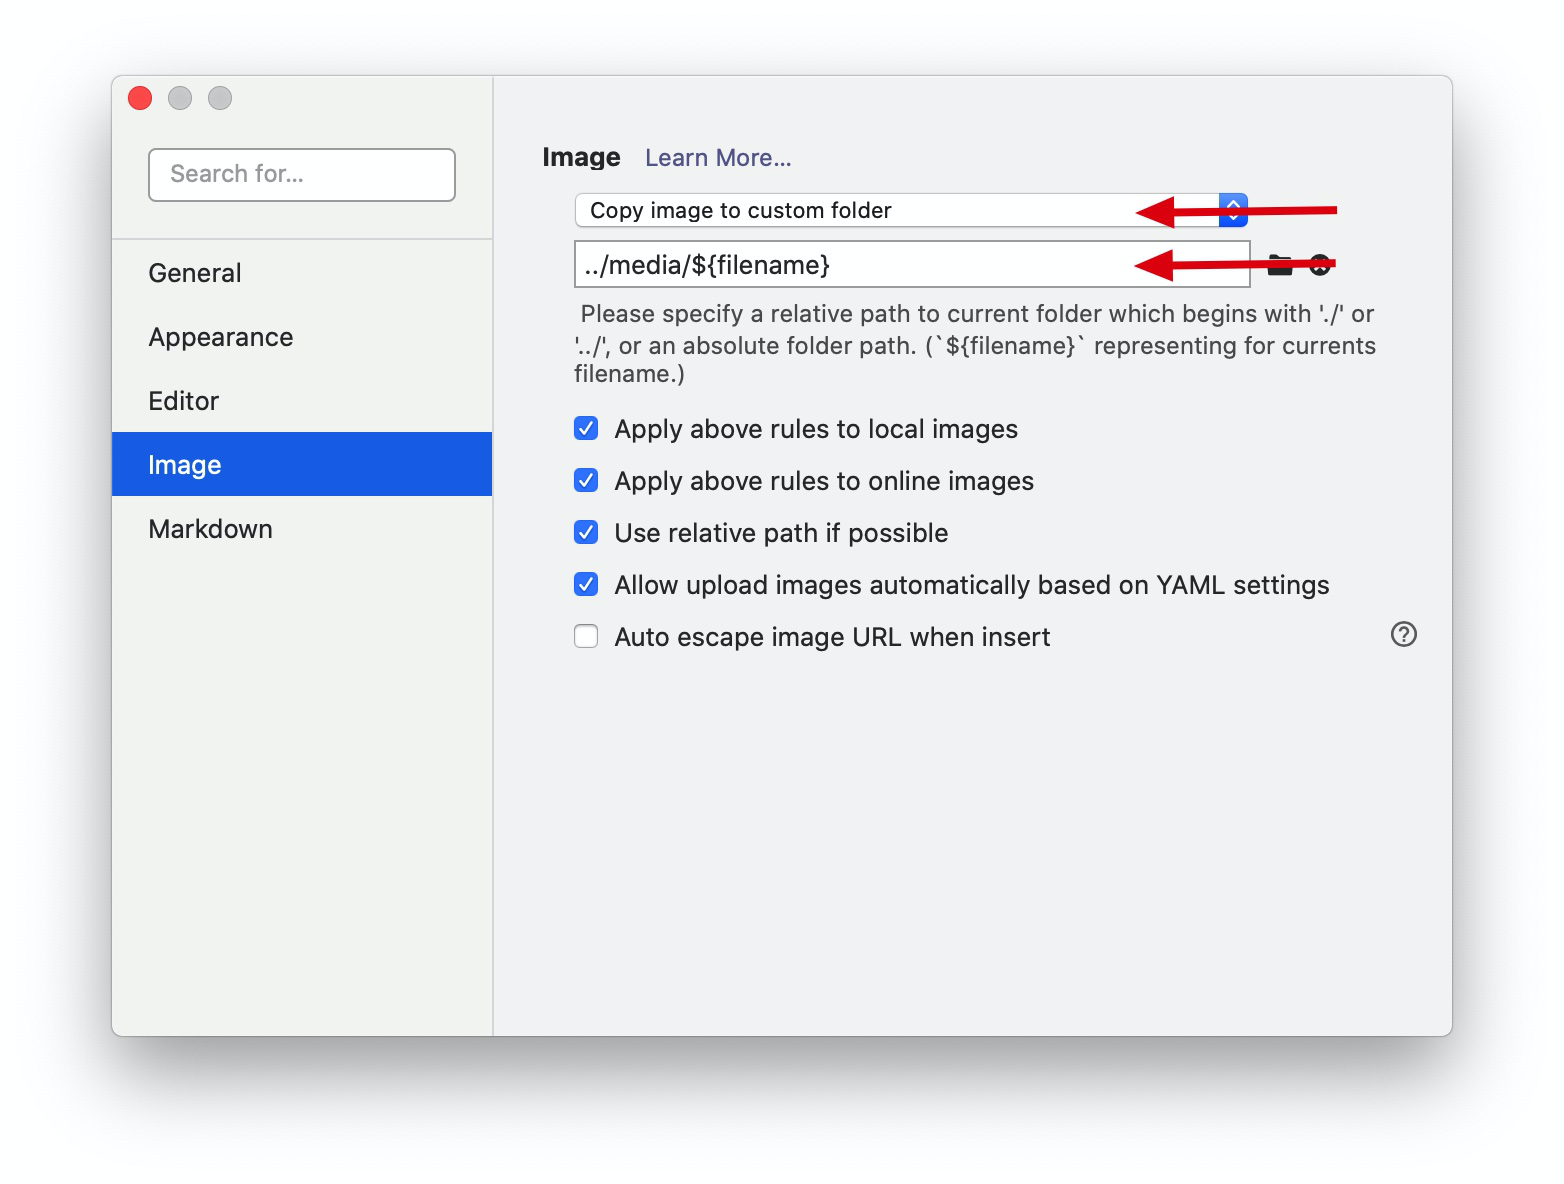 Search for...
General
Appearance
Editor
Image
Markdown
Image Learn More...
Copy image to custom folder
../media/${filename}
Please specify a relative path to current folder which begins with './' or
'../', or an absolute folder path. (`${filename}` representing for currents
filename.)
Apply above rules to local images
Apply above rules to online images
Use relative path if possible
Allow upload images automatically based on YAML settings
Auto escape image URL when insert